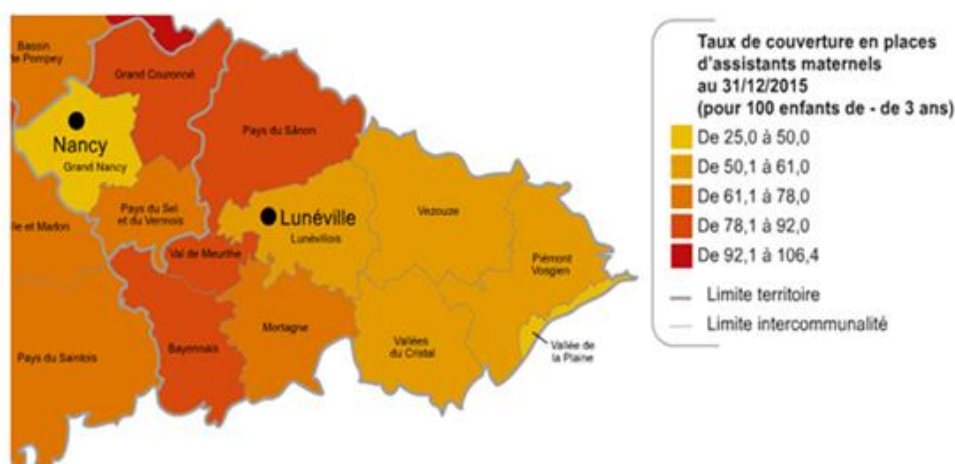 Bassin
de Pompey
Grand Couronné
Nancy
Grand Nancy
Pays du Sânon
Pays du Sel
et du Vermois
Lunéville
Lunévillois
Vezouze
Val de Meurthe
Piémont
Vosgien
Mortagne
Pays du Saintois
Bayonnais
Vallées
du Cristal
Vallée de
la Plaine
Taux de couverture en places
d'assistants maternels
au 31/12/2015
(pour 100 enfants de - de 3 ans)
De 25,0 à 50,0
De 50,1 à 61,0
De 61,1 à 78,0
De 78,1 à 92,0
De 92,1 à 106,4
Limite territoire
Limite intercommunalité